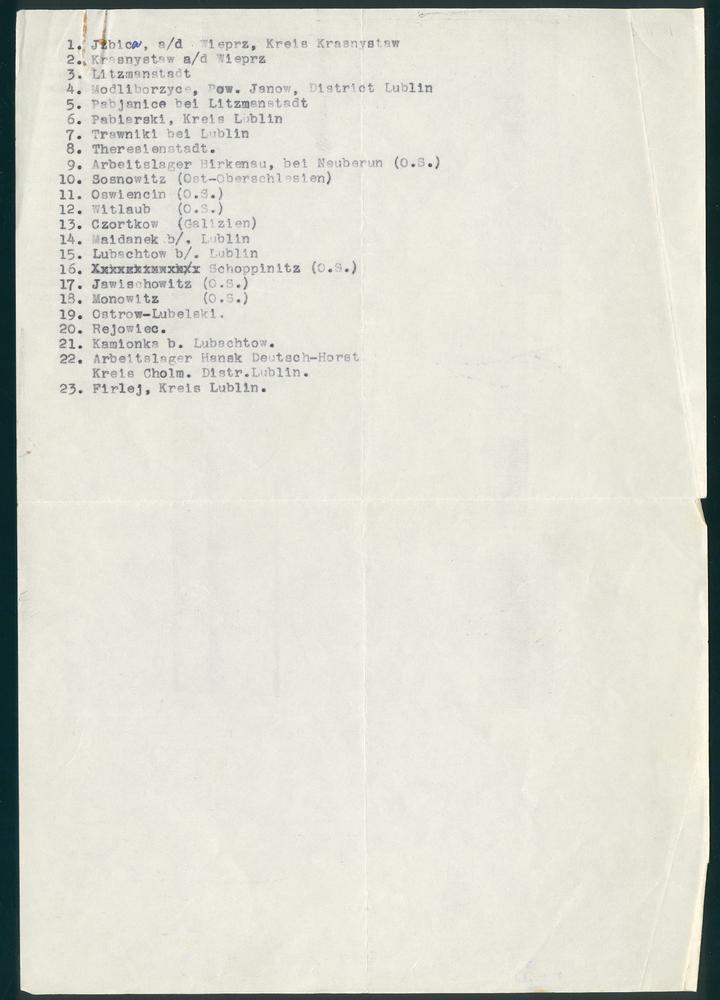 1. Jzbica, a/d Wieprz, Kreis Krasnystaw
2. Krasnystaw a/d Wieprz
3. Litzmanstadt
4. Modliborzyce, Pow. Janow, District Lublin
5. Pabjanice bei Litzmanstadt
6. Pabiarski, Kreis Lublin
7. Trawniki bei Lublin
8. Theresienstadt.
9. Arbeitslager Birkenau, bei Neuberun (O.S.)
10. Sosnowitz (Ost-Oberschlesien)
11. Oswiencin (O.S.)
12. Witlaub (O.S.)
13. Czortkow (Galizien)
14. Maidanek b/. Lublin
15. Lubachtow b/. Lublin
16. Schoppinitz (O.S.)
17. Jawischowitz (O.S.)
18. Monowitz (O.S.)
19. Ostrow-Lubelski.
20. Rejowiec.
21. Kamionka b. Lubachtow.
22. Arbeitslager Hansk Deutsch-Horst
Kreis Cholm. Distr.Lublin.
23. Firlej, Kreis Lublin.